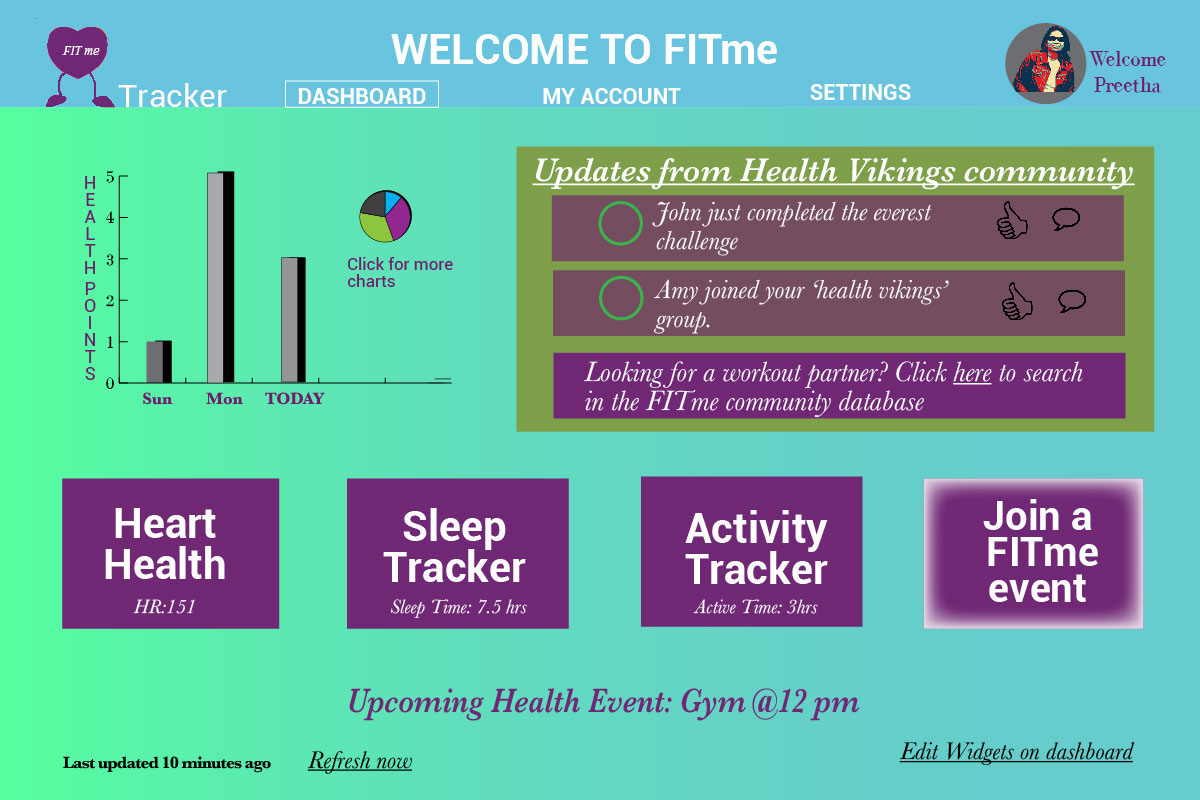 FIT me
Tracker
WELCOME TO FITme
DASHBOARD
MY ACCOUNT
SETTINGS
Welcome
Preetha
HEALTH POINTS
5
4
3
2
1
0
Sun Mon TODAY
Click for more
charts
Updates from Health Vikings community
John just completed the everest
challenge
Amy joined your ‘health vikings’
group.
Looking for a workout partner? Click here to search
in the FITme community database
Heart
Health
HR:151
Sleep
Tracker
Sleep Time: 7.5 hrs
Activity
Tracker
Active Time: 3hrs
Join a
FITme
event
Upcoming Health Event: Gym @12 pm
Last updated 10 minutes ago
Refresh now
Edit Widgets on dashboard